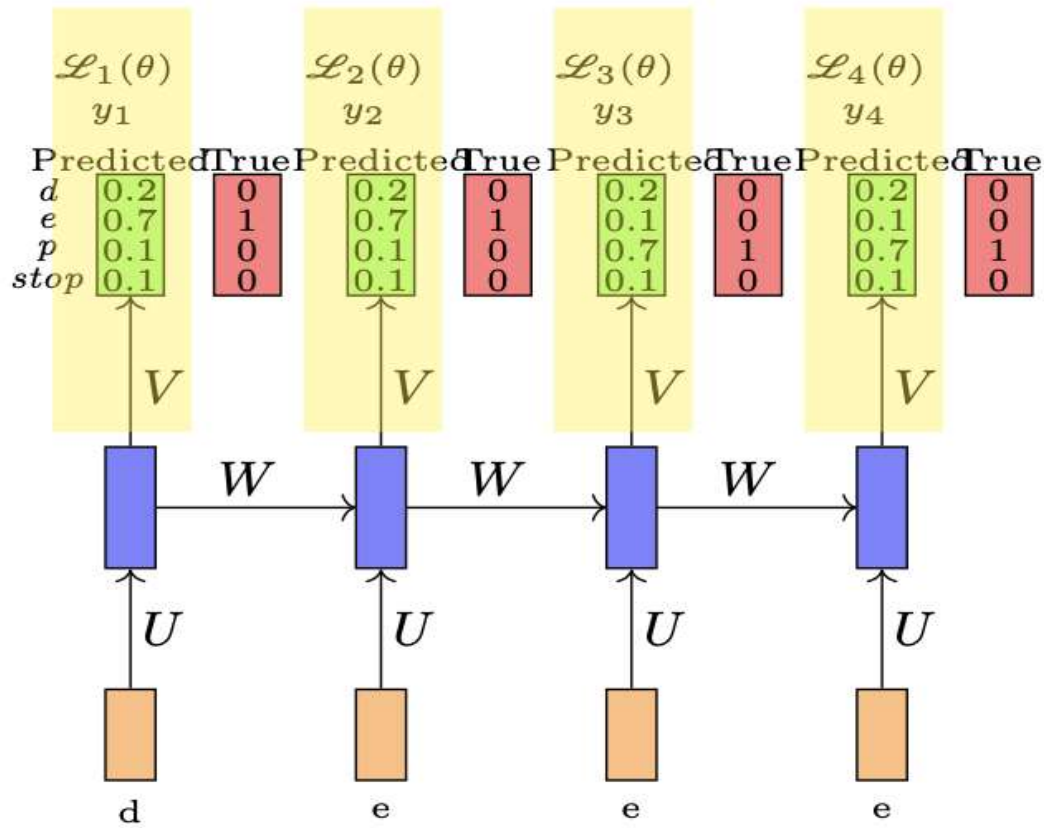 ℒ₁(θ) ℒ₂(θ) ℒ₃(θ) ℒ₄(θ)
y₁ y₂ y₃ y₄
Predicted True Predicted True Predicted True Predicted True
d 0.2 0 0.2 0 0.2 0 0.2 0
e 0.7 1 0.7 1 0.1 0 0.1 0
p 0.1 0 0.1 0 0.7 1 0.7 1
stop 0.1 0 0.1 0 0.1 0 0.1 0
V V V V
W W W
U U U U
d e e e